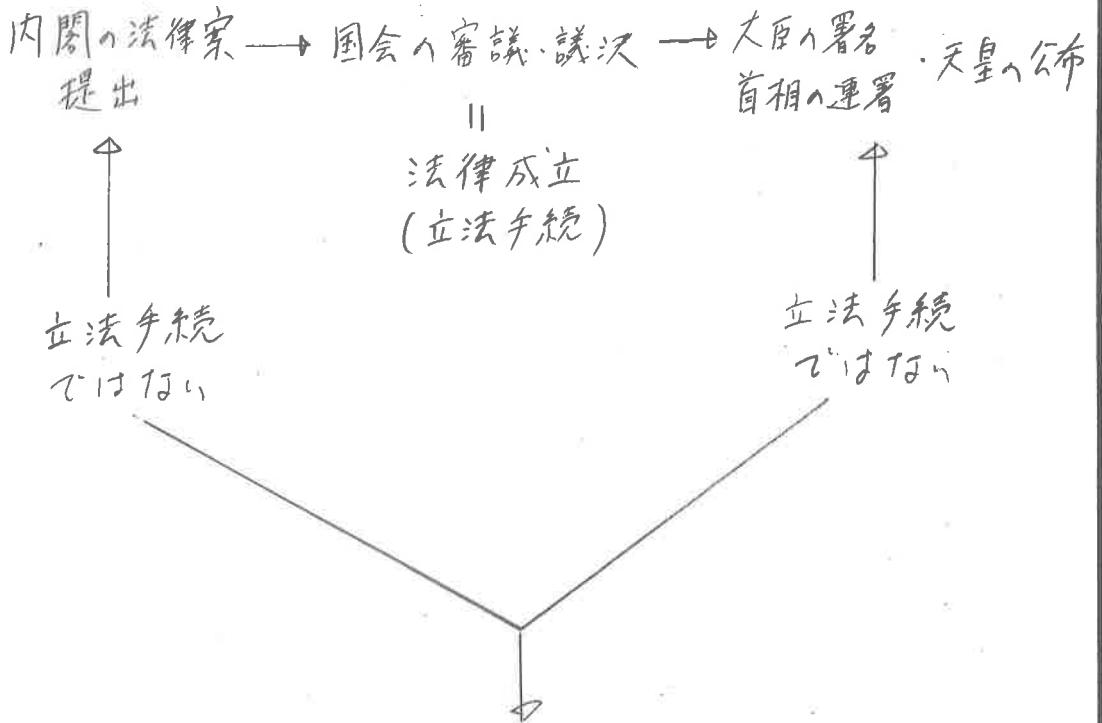 内閣の法律案 → 国会の審議・議決 → 大臣の署名・天皇の公布
提出
首相の連署
||
法律成立
(立法手続)
立法手続
ではない
立法手続
ではない